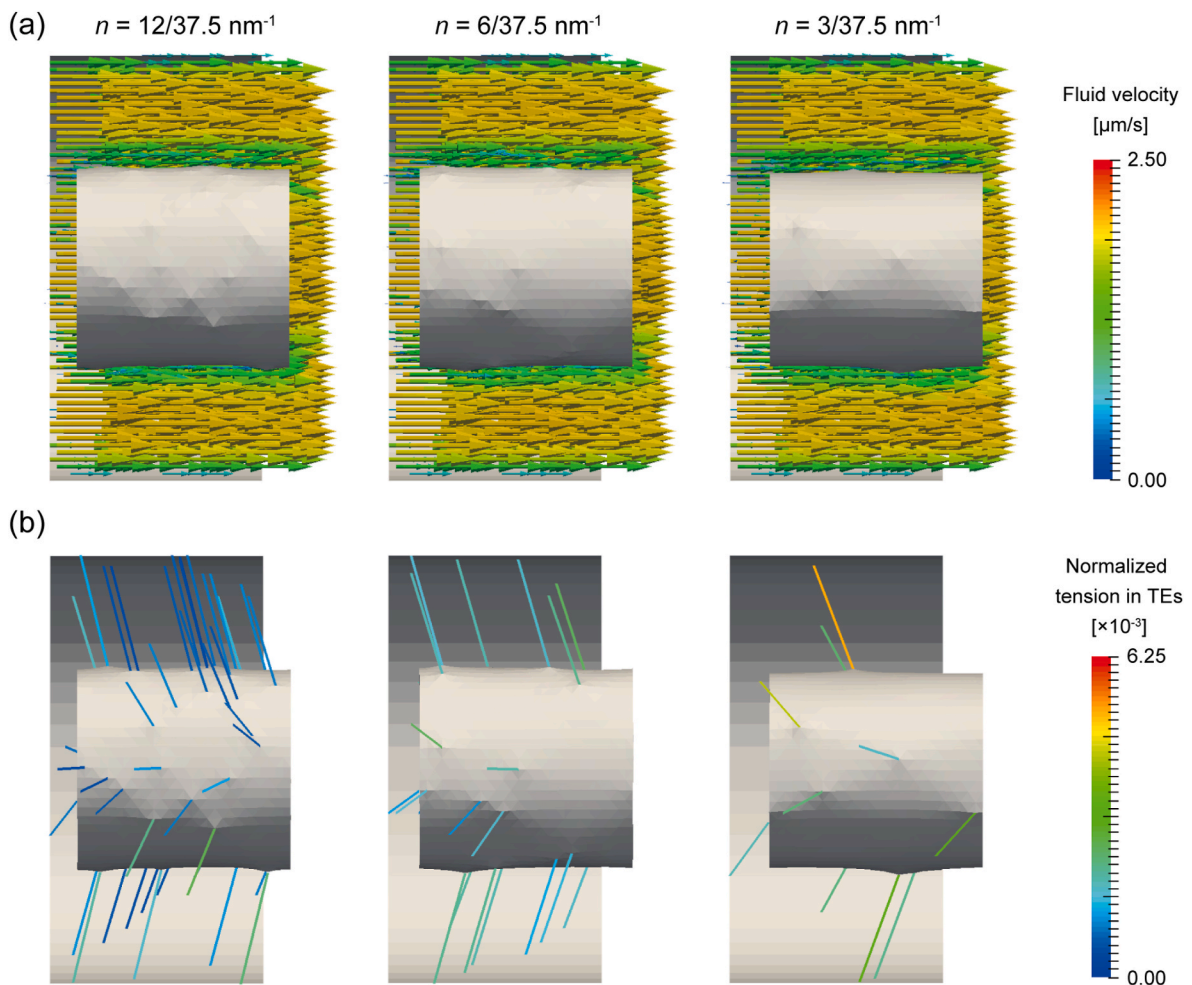 (a)
n = 12/37.5 nm⁻¹
n = 6/37.5 nm⁻¹
n = 3/37.5 nm⁻¹
Fluid velocity
[µm/s]
2.50
0.00
(b)
Normalized
tension in TEs
[×10⁻³]
6.25
0.00